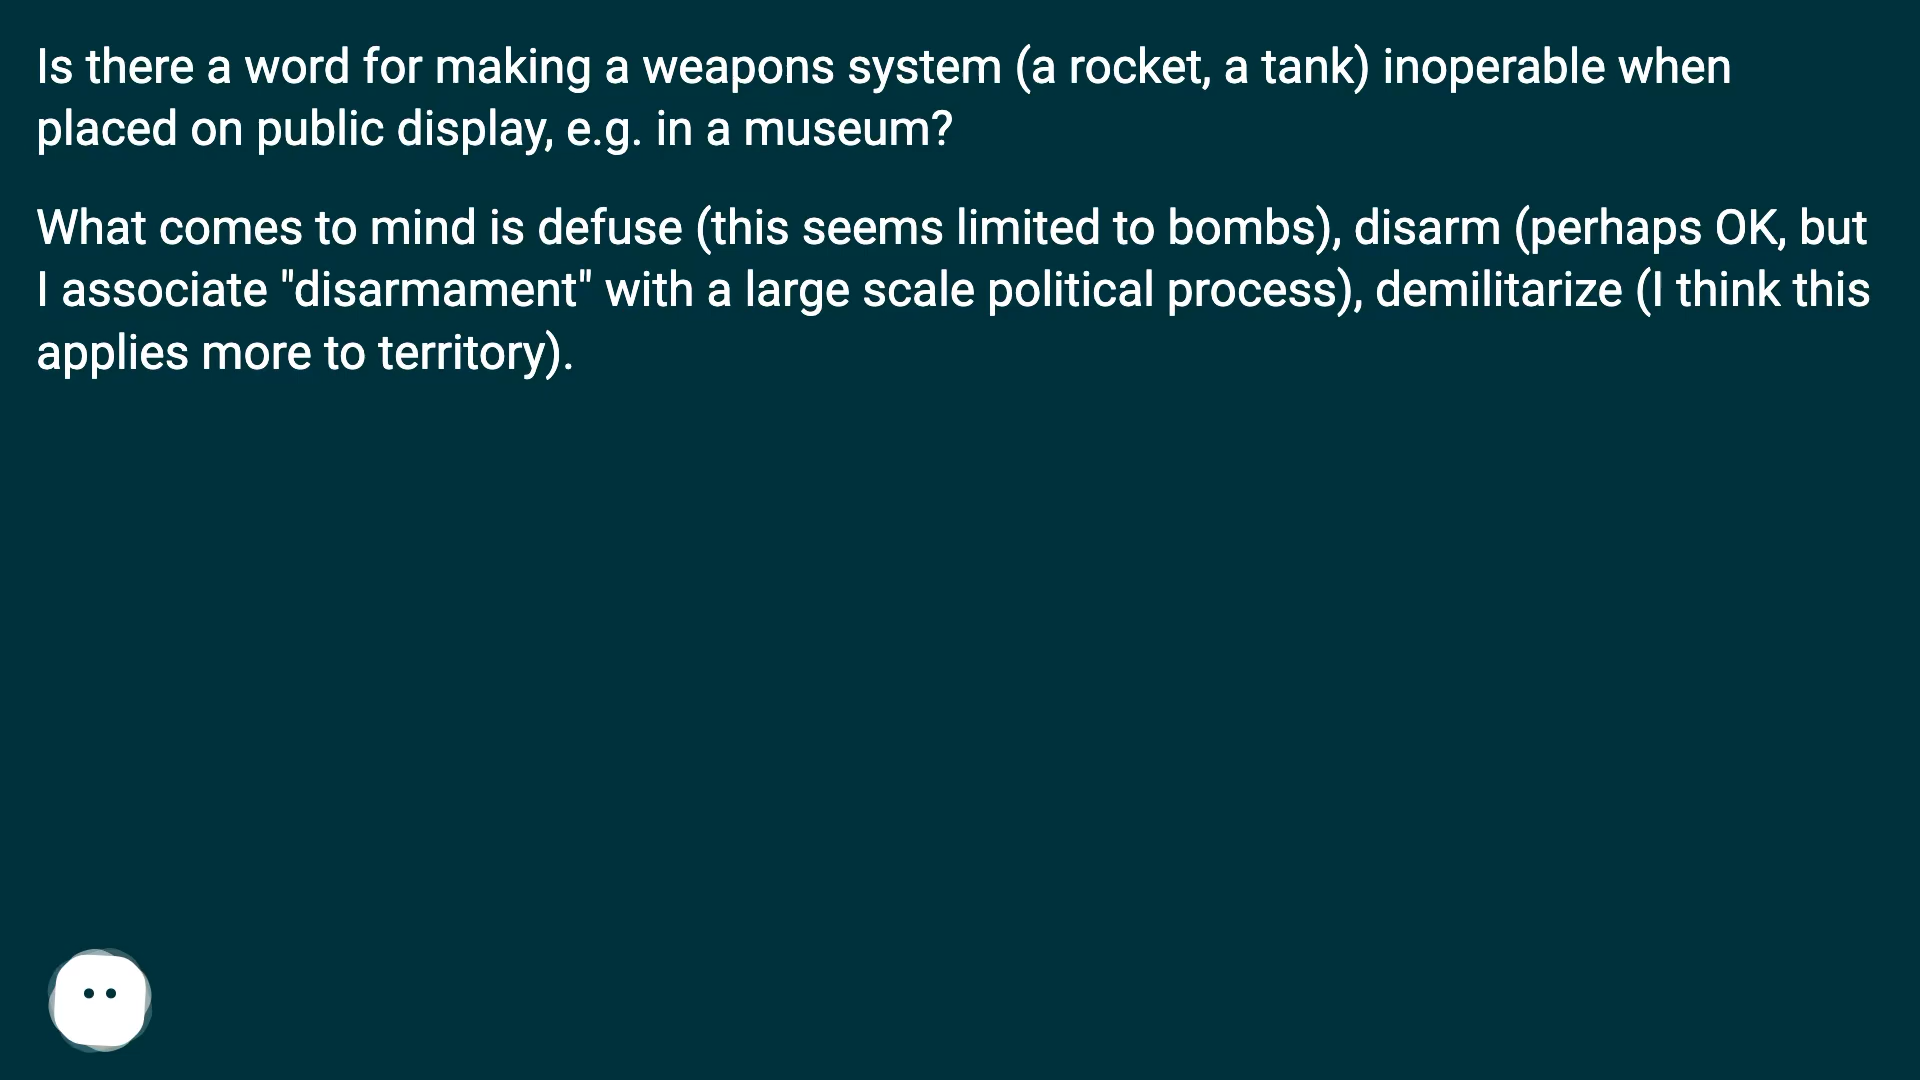 Is there a word for making a weapons system (a rocket, a tank) inoperable when
placed on public display, e.g. in a museum?
What comes to mind is defuse (this seems limited to bombs), disarm (perhaps OK, but
I associate "disarmament" with a large scale political process), demilitarize (I think this
applies more to territory).